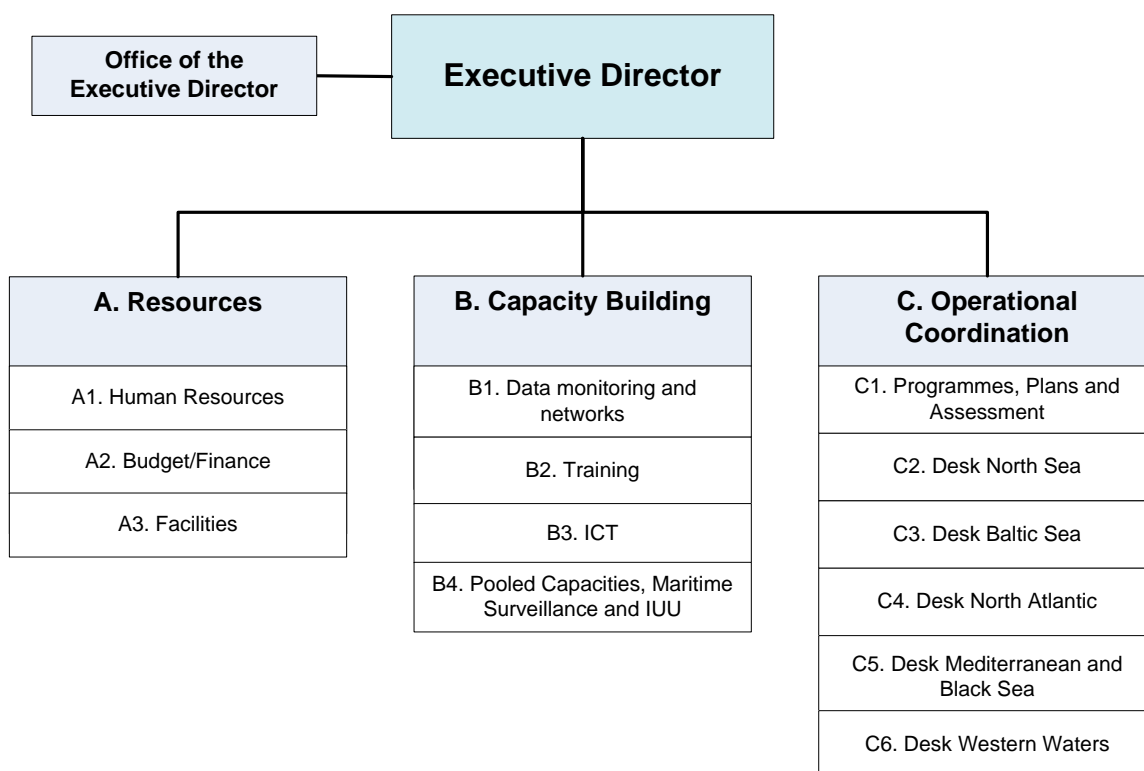 Office of the
Executive Director
Executive Director
A. Resources
A1. Human Resources
A2. Budget/Finance
A3. Facilities
B. Capacity Building
B1. Data monitoring and
networks
B2. Training
B3. ICT
B4. Pooled Capacities, Maritime
Surveillance and IUU
C. Operational
Coordination
C1. Programmes, Plans and
Assessment
C2. Desk North Sea
C3. Desk Baltic Sea
C4. Desk North Atlantic
C5. Desk Mediterranean and
Black Sea
C6. Desk Western Waters